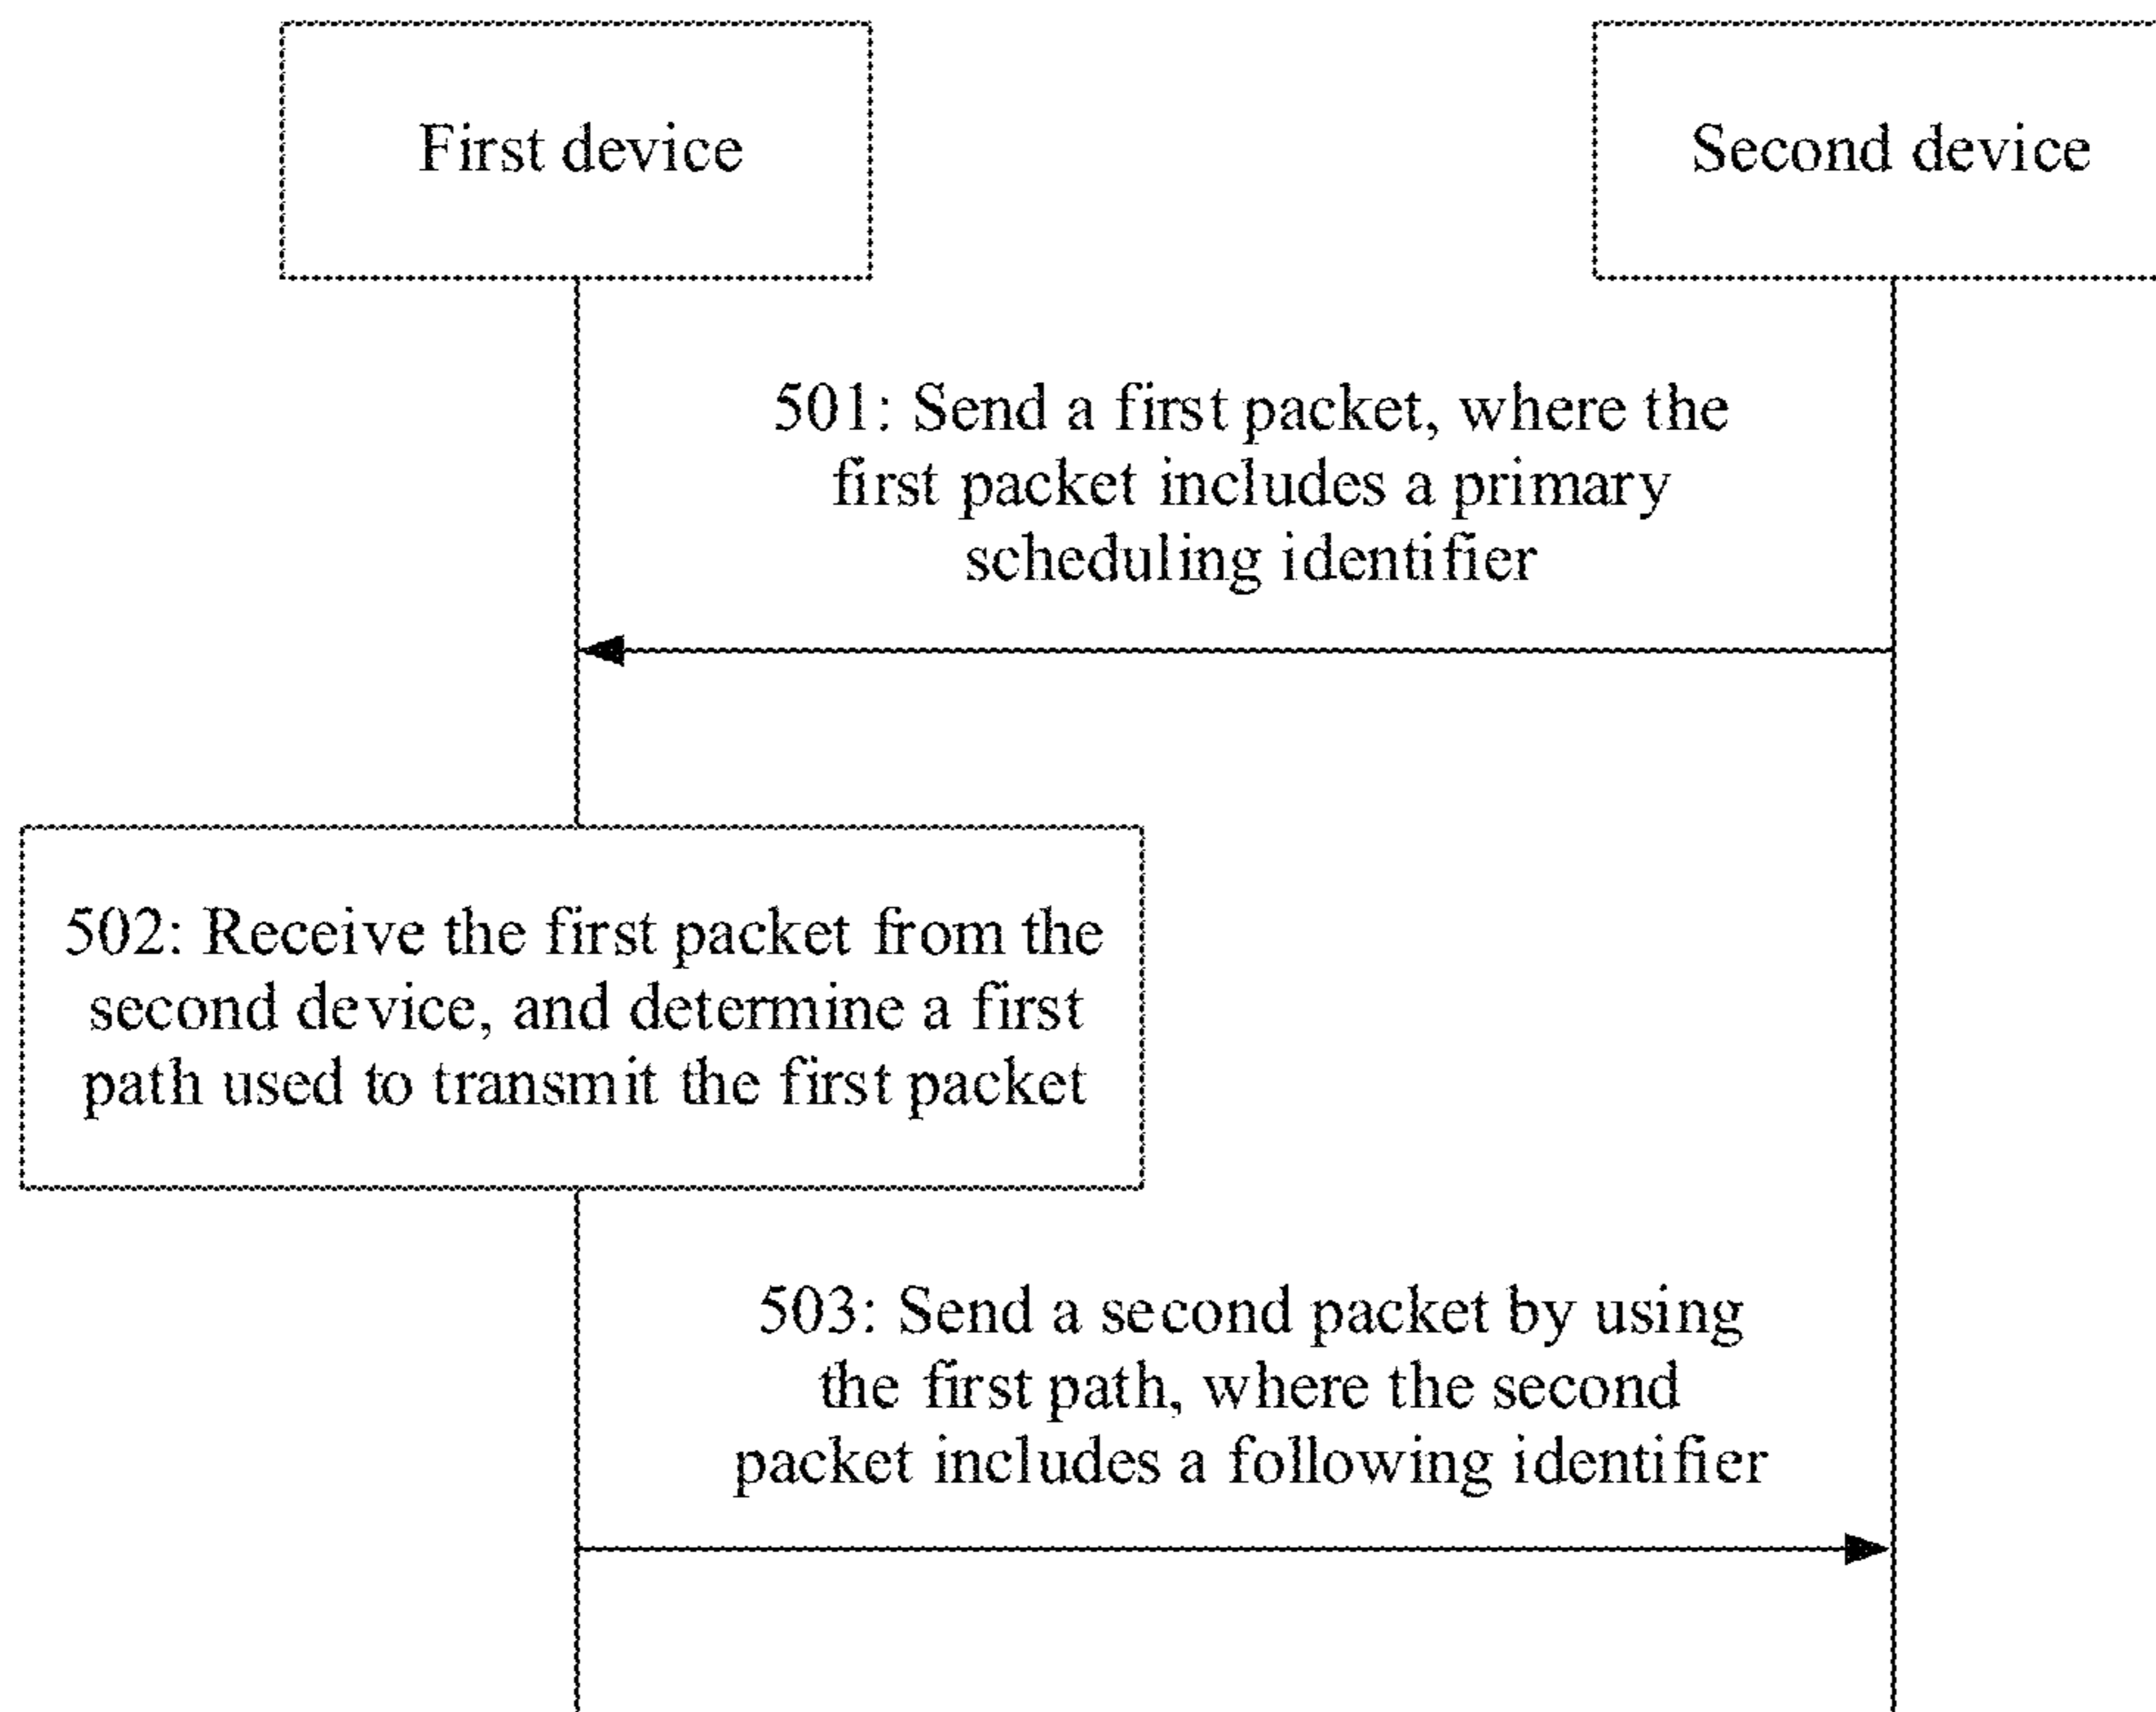 First device
Second device
501: Send a first packet, where the
first packet includes a primary
scheduling identifier
502: Receive the first packet from the
second device, and determine a first
path used to transmit the first packet
503: Send a second packet by using
the first path, where the second
packet includes a following identifier